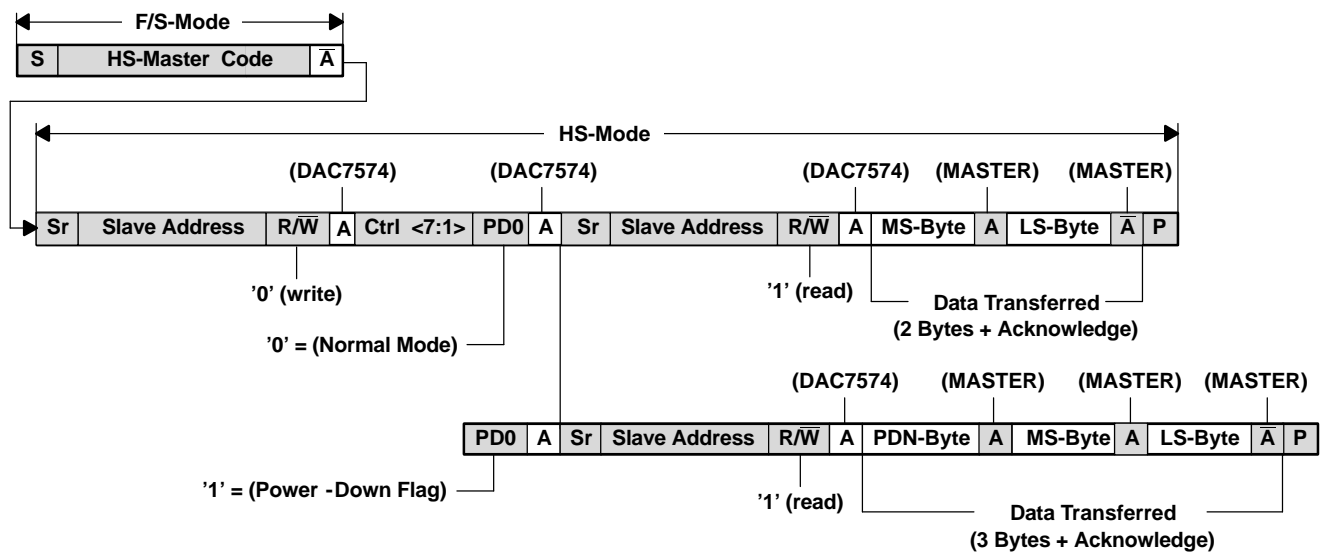 F/S-Mode
S HS-Master Code A̅
HS-Mode
(DAC7574) (DAC7574) (DAC7574) (MASTER) (MASTER)
Sr Slave Address R/W̅ A Ctrl <7:1> PD0 A Sr Slave Address R/W̅ A MS-Byte A LS-Byte A̅ P
'0' (write) '1' (read) Data Transferred
(2 Bytes + Acknowledge)
'0' = (Normal Mode)
(DAC7574) (MASTER) (MASTER) (MASTER)
PD0 A Sr Slave Address R/W̅ A PDN-Byte A MS-Byte A LS-Byte A̅ P
'1' = (Power -Down Flag) '1' (read) Data Transferred
(3 Bytes + Acknowledge)